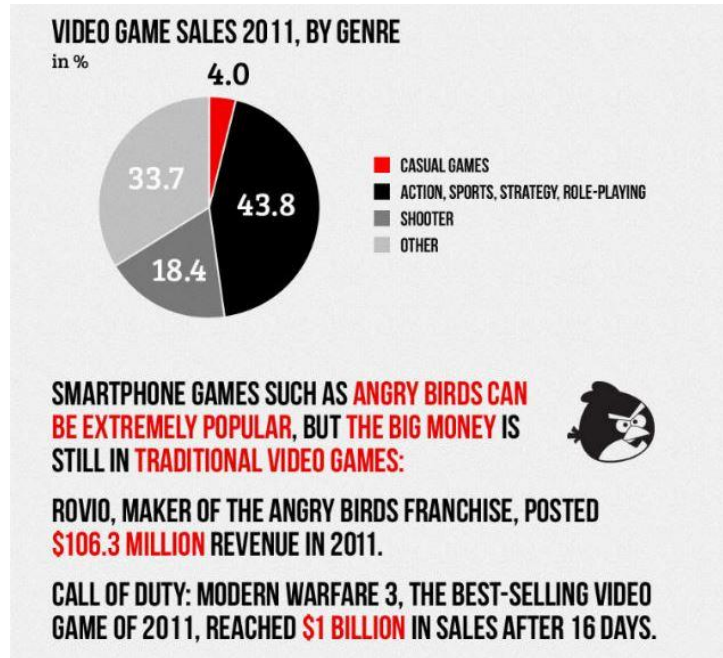 VIDEO GAME SALES 2011, BY GENRE
in %
4.0
33.7
43.8
18.4
CASUAL GAMES
ACTION, SPORTS, STRATEGY, ROLE-PLAYING
SHOOTER
OTHER
SMARTPHONE GAMES SUCH AS ANGRY BIRDS CAN
BE EXTREMELY POPULAR, BUT THE BIG MONEY IS
STILL IN TRADITIONAL VIDEO GAMES:
ROVIO, MAKER OF THE ANGRY BIRDS FRANCHISE, POSTED
$106.3 MILLION REVENUE IN 2011.
CALL OF DUTY: MODERN WARFARE 3, THE BEST-SELLING VIDEO
GAME OF 2011, REACHED $1 BILLION IN SALES AFTER 16 DAYS.